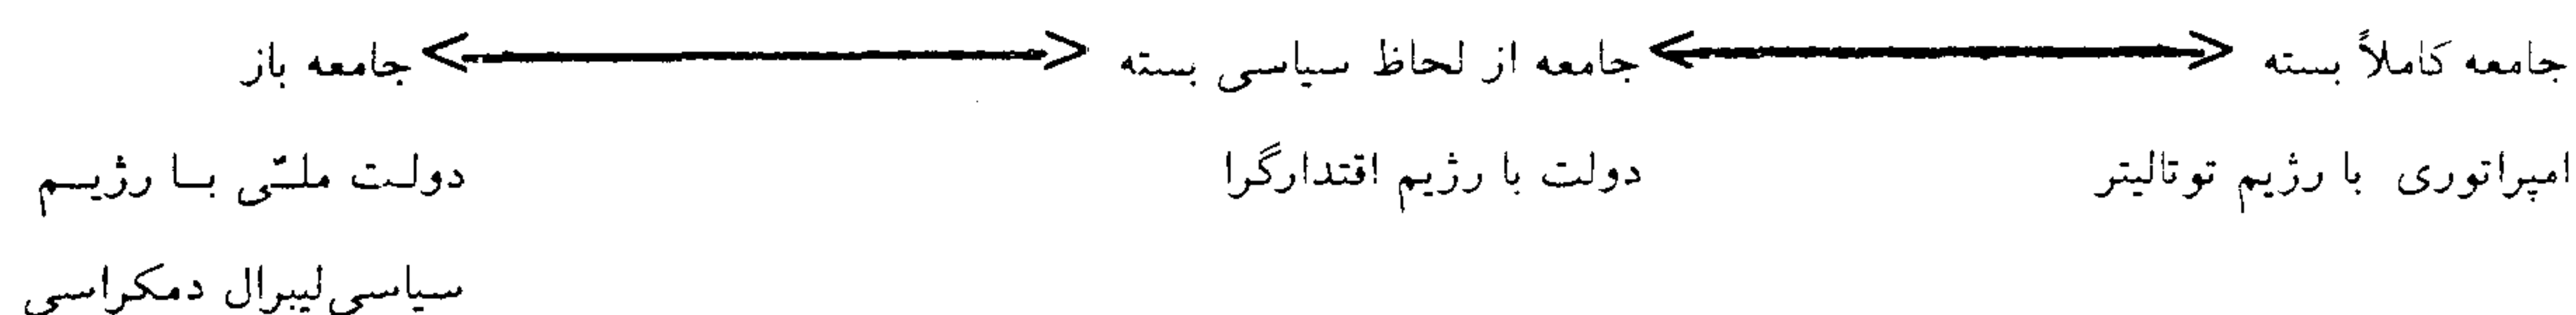 جامعه کاملاً بسته <————> جامعه از لحاظ سیاسی بسته <————> جامعه باز
امپراتوری با رژیم توتالیتر دولت با رژیم اقتدارگرا دولت ملّی با رژیم
سیاسی لیبرال دمکراسی